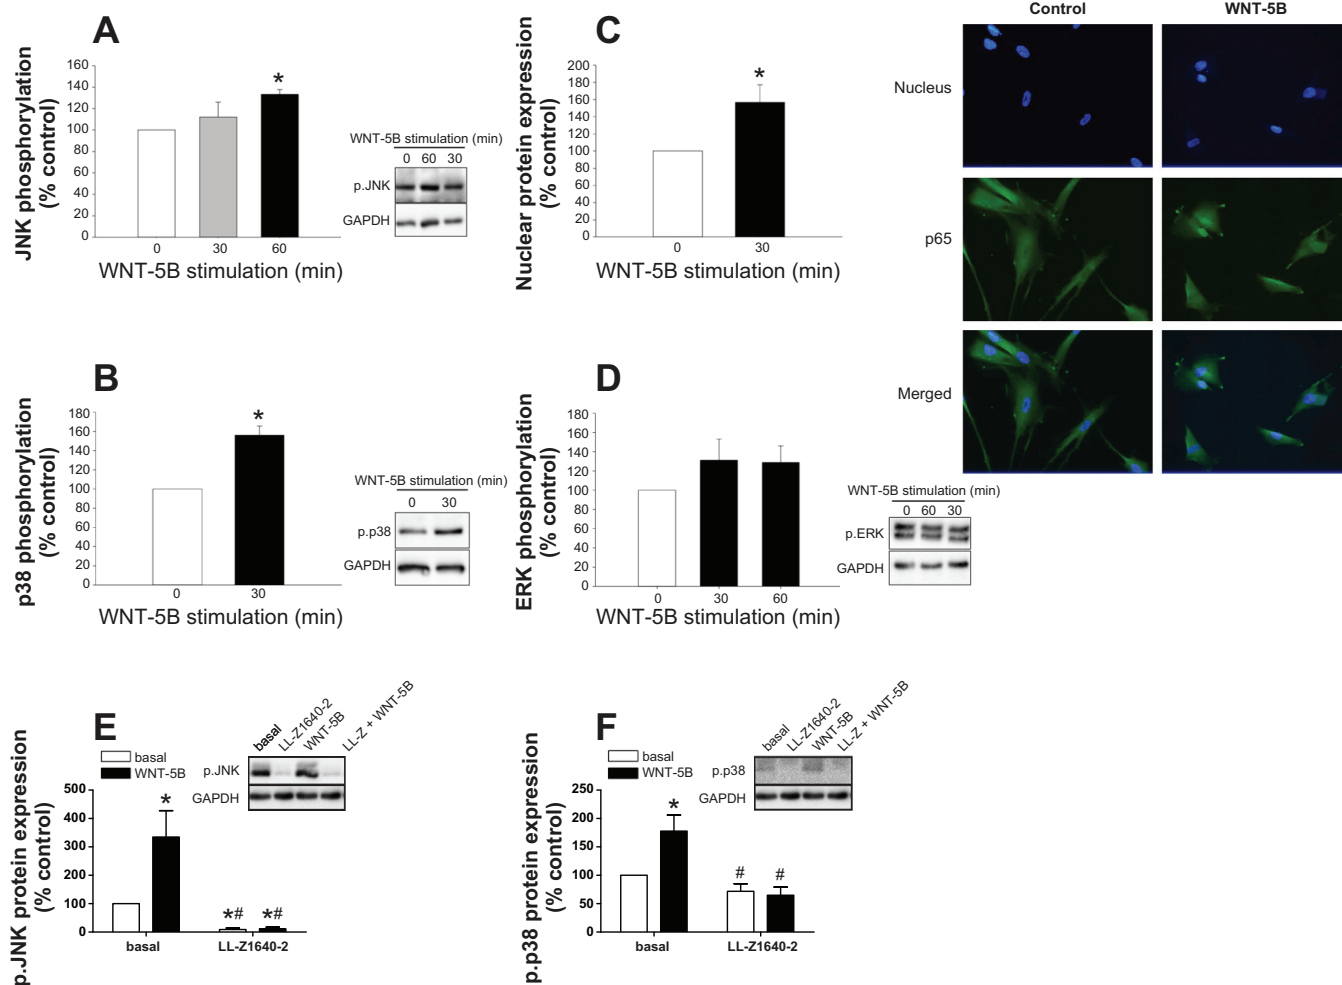 A
JNK phosphorylation
(% control)
160
140
120
100
80
60
40
20
0
*
0 30 60
WNT-5B stimulation (min)
WNT-5B stimulation (min)
0 60 30
p.JNK
GAPDH
C
Nuclear protein expression
(% control)
200
180
160
140
120
100
80
60
40
20
0
*
0 30
WNT-5B stimulation (min)
Control WNT-5B
Nucleus
p65
Merged
B
p38 phosphorylation
(% control)
180
160
140
120
100
80
60
40
20
0
*
0 30
WNT-5B stimulation (min)
WNT-5B stimulation (min)
0 30
p.p38
GAPDH
D
ERK phosphorylation
(% control)
180
160
140
120
100
80
60
40
20
0
0 30 60
WNT-5B stimulation (min)
WNT-5B stimulation (min)
0 60 30
p.ERK
GAPDH
E
basal
WNT-5B
p.JNK protein expression
(% control)
500
400
300
200
100
0
*
*# *#
basal LL-Z1640-2
basal
LL-Z1640-2
WNT-5B
LL-Z + WNT-5B
p.JNK
GAPDH
F
basal
WNT-5B
p.p38 protein expression
(% control)
250
200
150
100
50
0
*
# #
basal LL-Z1640-2
basal
LL-Z1640-2
WNT-5B
LL-Z + WNT-5B
p.p38
GAPDH